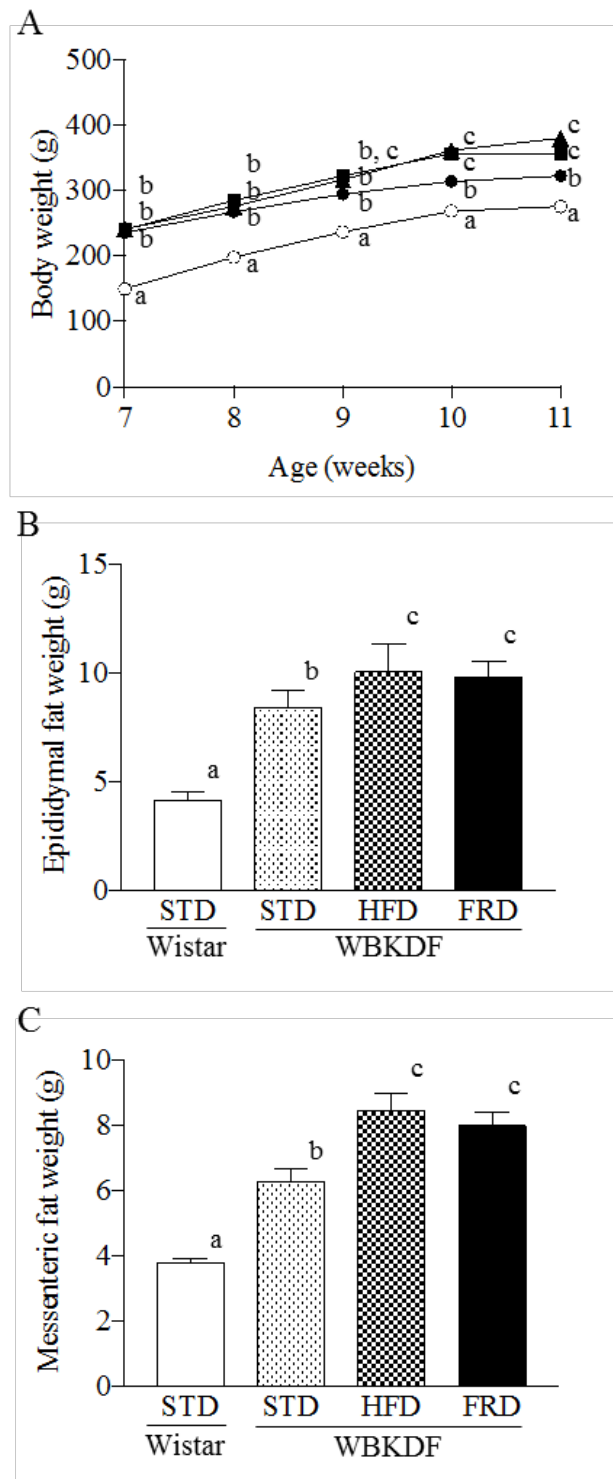 A
500
400
300
200
100
0
Body weight (g)
b
b
b
a
b
b
b
a
b, c
b
b
a
c
c
b
a
c
c
b
a
7 8 9 10 11
Age (weeks)
B
15
10
5
0
Epididymal fat weight (g)
a
b
c
c
STD STD HFD FRD
Wistar WBKDF
C
10
8
6
4
2
0
Messenteric fat weight (g)
a
b
c
c
STD STD HFD FRD
Wistar WBKDF